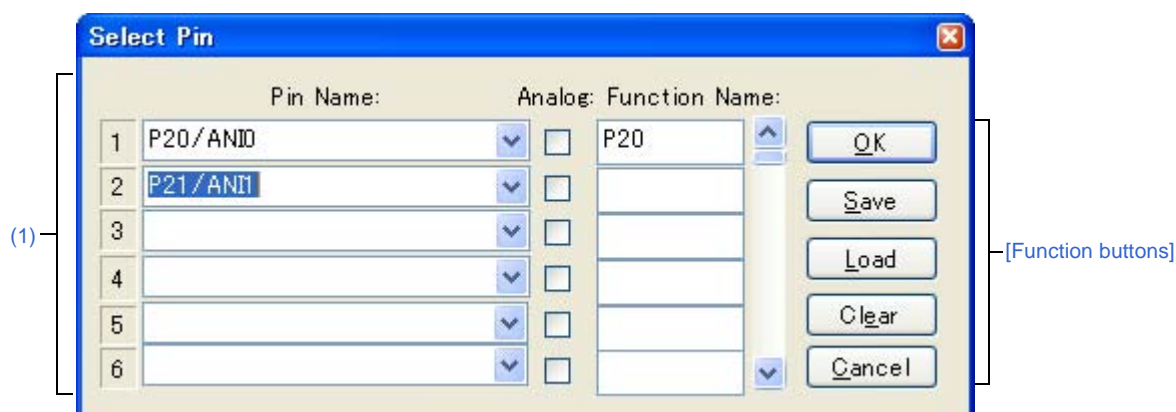 Select Pin
Pin Name: Analog: Function Name:
1 P20/ANI0 P20 OK
2 P21/ANI1 Save
3
(1) Load [Function buttons]
4
5 Clear
6 Cancel